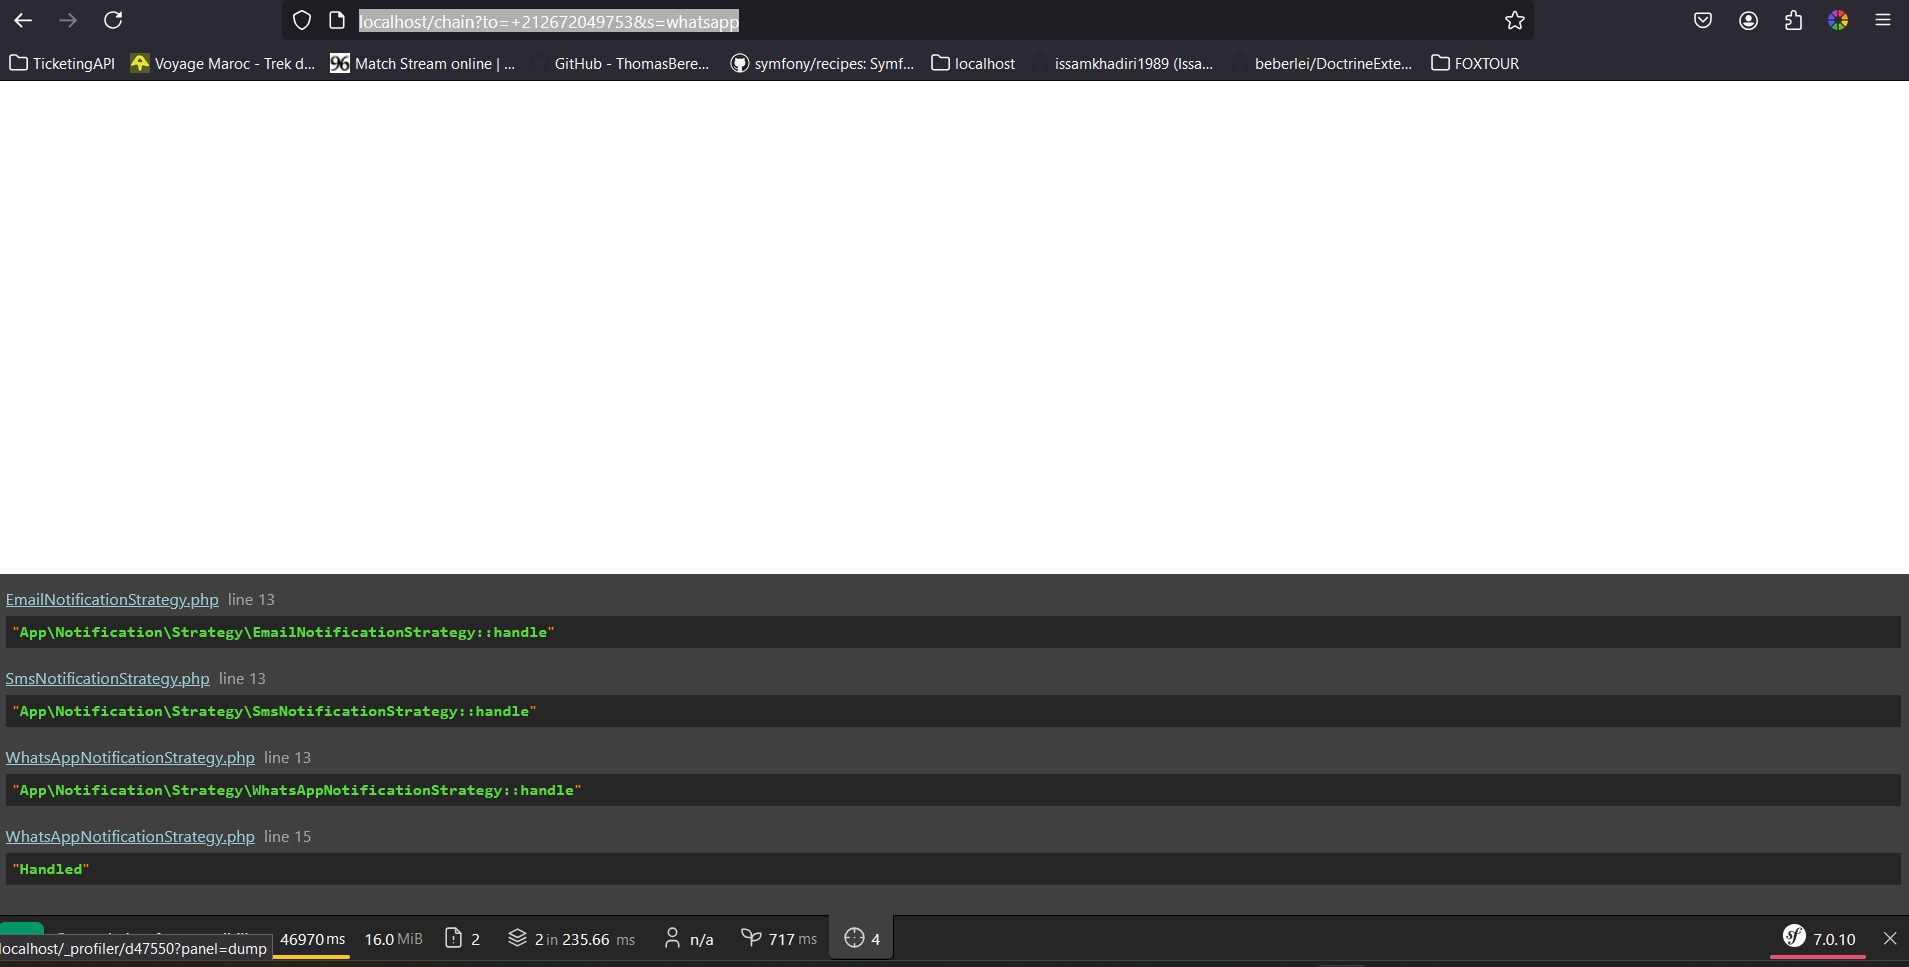 localhost/chain?to=+212672049753&s=whatsapp
TicketingAPI Voyage Maroc - Trek d... 96 Match Stream online | ... GitHub - ThomasBere... symfony/recipes: Symf... localhost issamkhadiri1989 (Issa... beberlei/DoctrineExte... FOXTOUR
EmailNotificationStrategy.php line 13
"App\Notification\Strategy\EmailNotificationStrategy::handle"
SmsNotificationStrategy.php line 13
"App\Notification\Strategy\SmsNotificationStrategy::handle"
WhatsAppNotificationStrategy.php line 13
"App\Notification\Strategy\WhatsAppNotificationStrategy::handle"
WhatsAppNotificationStrategy.php line 15
"Handled"
46970 ms 16.0 MiB 2 2 in 235.66 ms n/a 717 ms 4 sf 7.0.10
localhost/_profiler/d47550?panel=dump